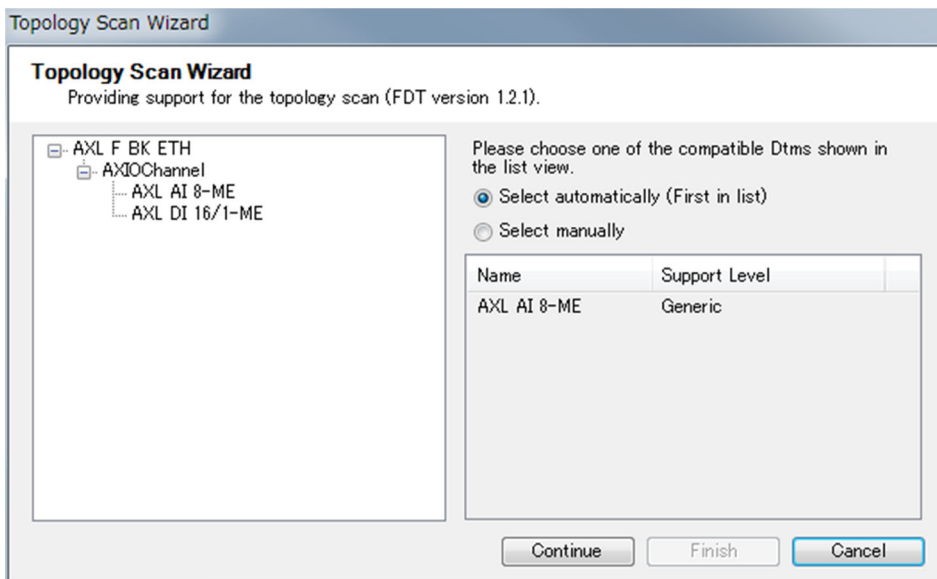 Topology Scan Wizard
Topology Scan Wizard
Providing support for the topology scan (FDT version 1.2.1).
AXL F BK ETH
AXIOChannel
AXL AI 8-ME
AXL DI 16/1-ME
Please choose one of the compatible Dtms shown in
the list view.
Select automatically (First in list)
Select manually
Name Support Level
AXL AI 8-ME Generic
Continue Finish Cancel